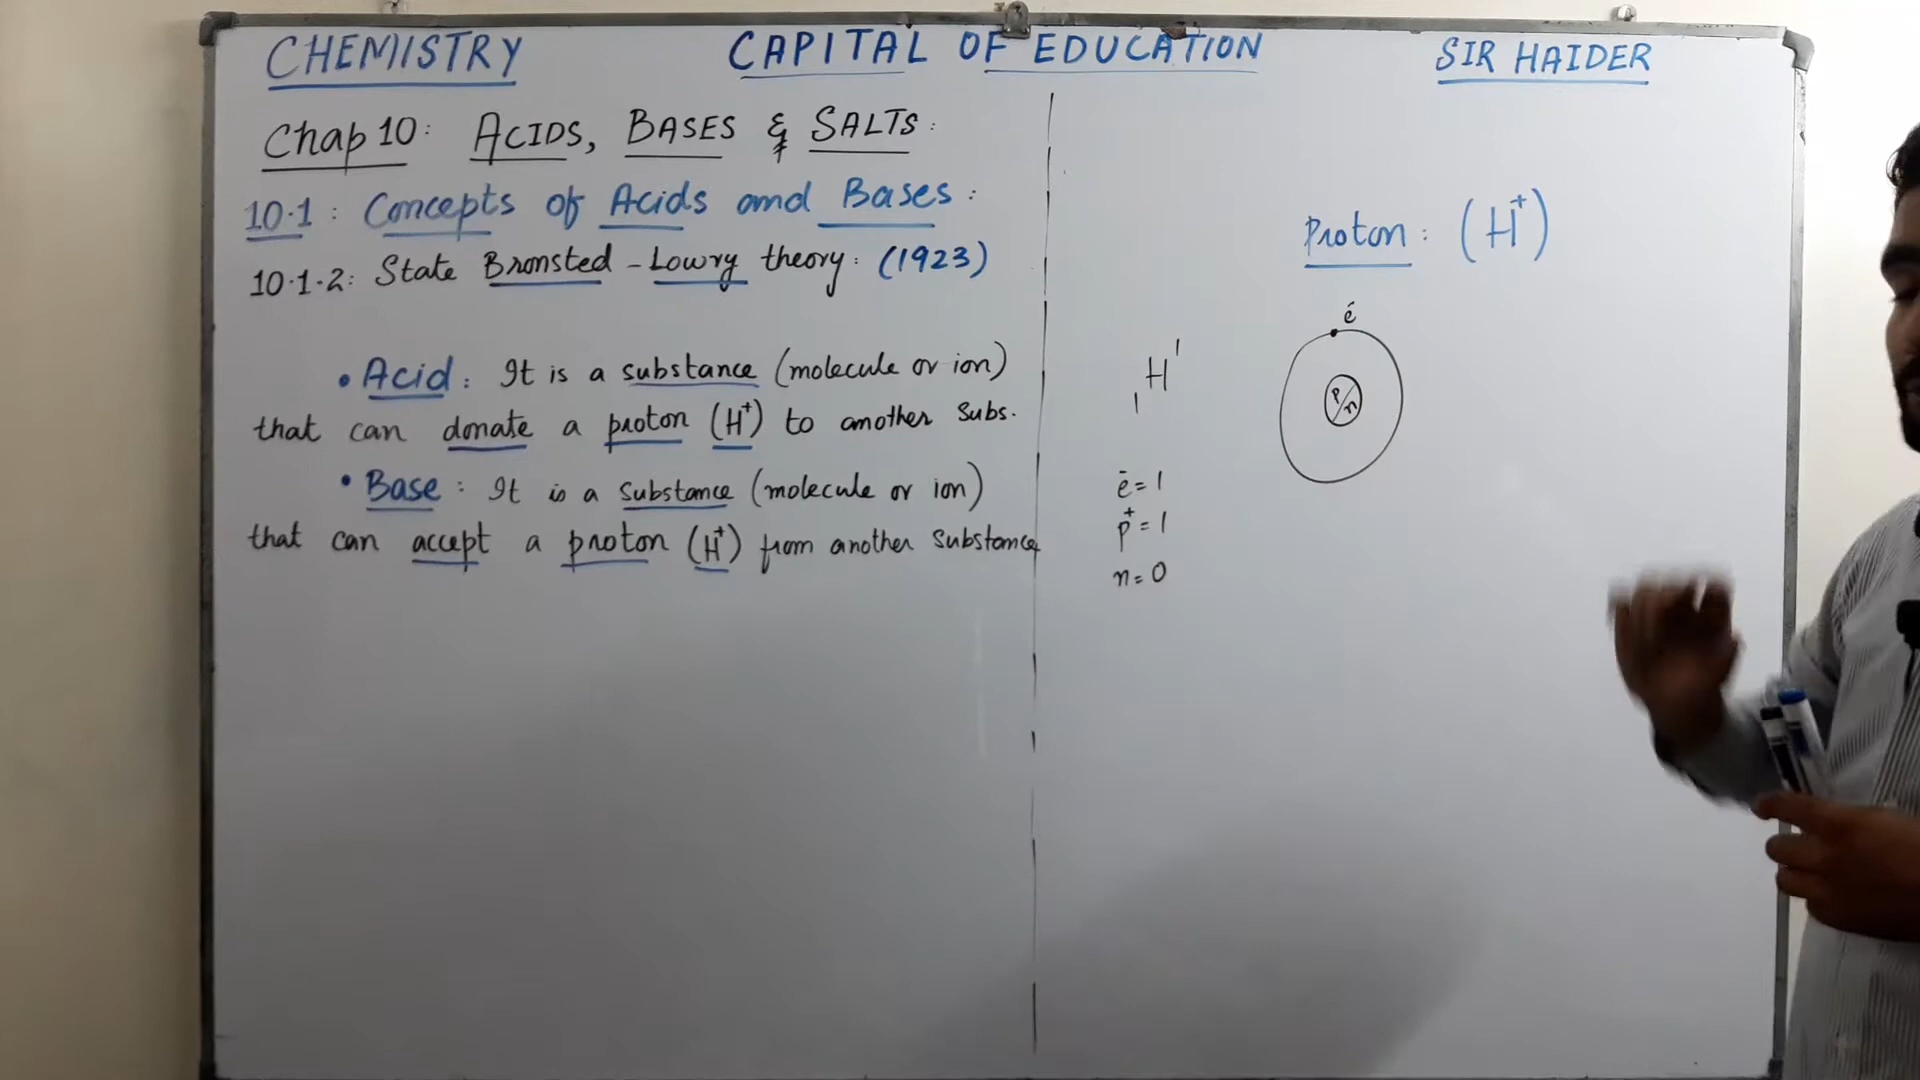 CHEMISTRY CAPITAL OF EDUCATION SIR HAIDER
Chap 10: ACIDS, BASES & SALTS:
10.1: Concepts of Acids and Bases:
10.1.2: State Bronsted-Lowry theory: (1923)
• Acid: It is a substance (molecule or ion)
that can donate a proton (H⁺) to another subs.
• Base: It is a substance (molecule or ion)
that can accept a proton (H⁺) from another substance
Proton: (H⁺)
é
H 1
1
p n
ē = 1
p⁺ = 1
n = 0